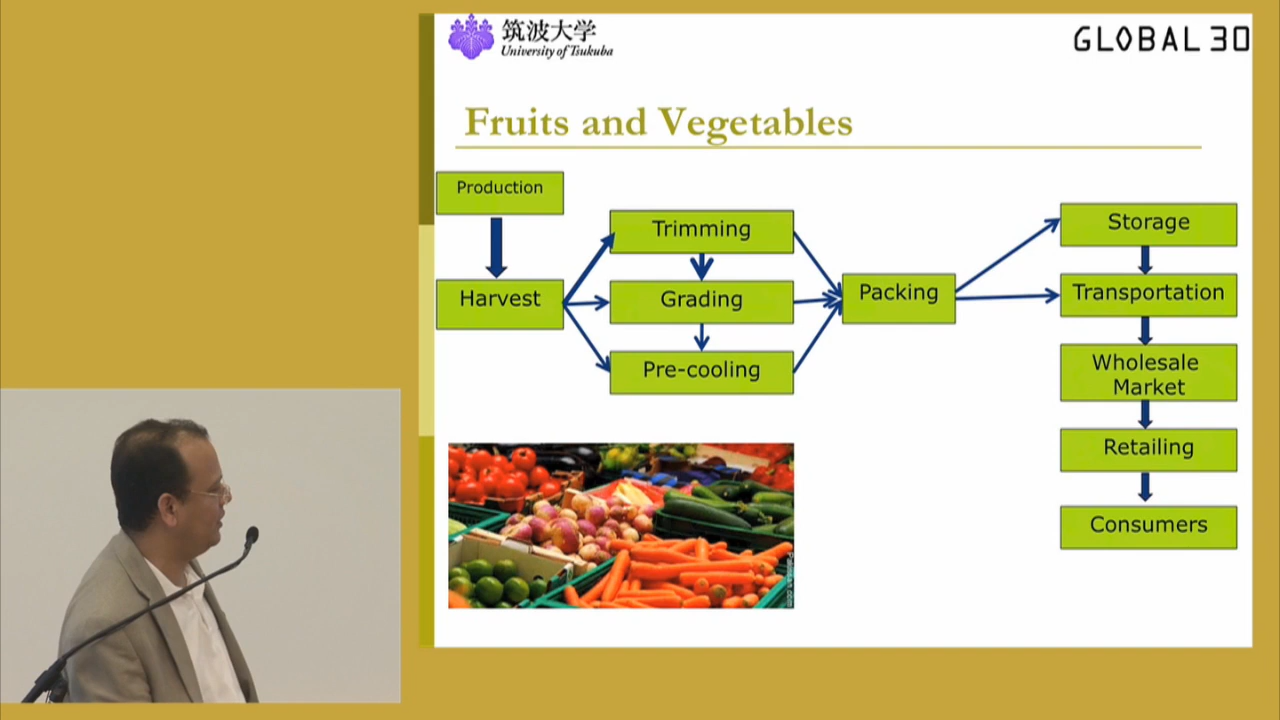 筑波大学
University of Tsukuba
GLOBAL 30
Fruits and Vegetables
Production
Harvest
Trimming
Grading
Pre-cooling
Packing
Storage
Transportation
Wholesale
Market
Retailing
Consumers